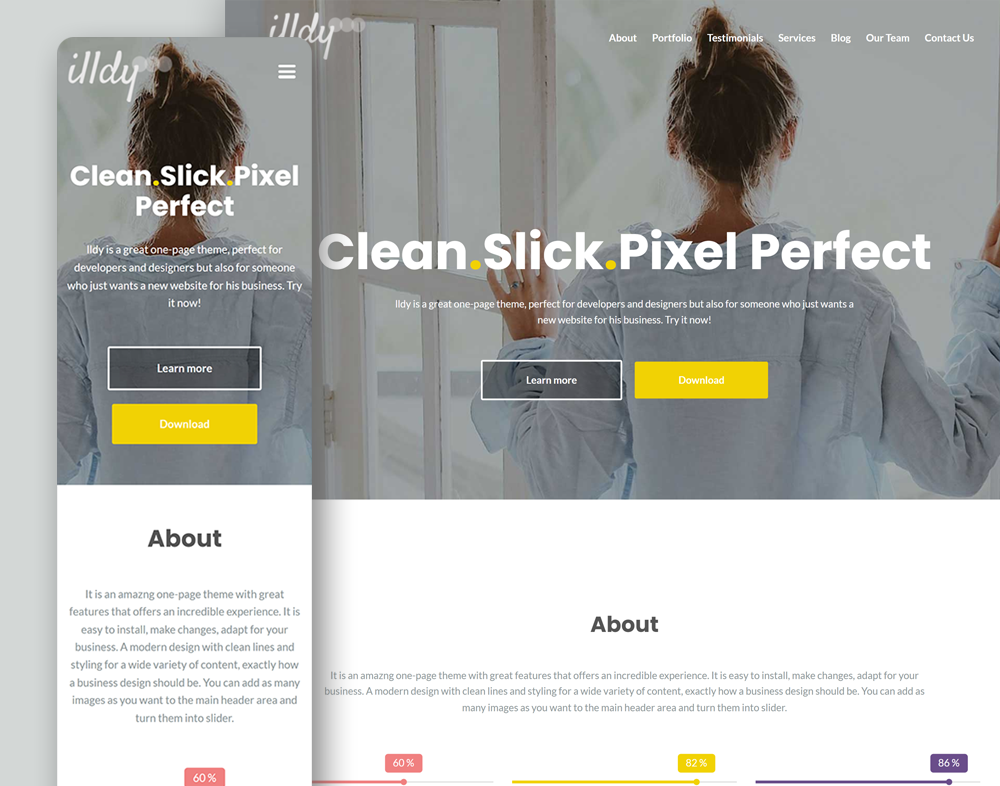 illdy
Clean.Slick.Pixel
Perfect
Illdy is a great one-page theme, perfect for
developers and designers but also for someone
who just wants a new website for his business. Try
it now!
Learn more
Download
About
It is an amazng one-page theme with great
features that offers an incredible experience. It is
easy to install, make changes, adapt for your
business. A modern design with clean lines and
styling for a wide variety of content, exactly how
a business design should be. You can add as many
images as you want to the main header area and
turn them into slider.
60 %
illdy
About Portfolio Testimonials Services Blog Our Team Contact Us
Clean.Slick.Pixel Perfect
Illdy is a great one-page theme, perfect for developers and designers but also for someone who just wants a
new website for his business. Try it now!
Learn more Download
About
It is an amazng one-page theme with great features that offers an incredible experience. It is easy to install, make changes, adapt for your
business. A modern design with clean lines and styling for a wide variety of content, exactly how a business design should be. You can add as
many images as you want to the main header area and turn them into slider.
60 % 82 % 86 %